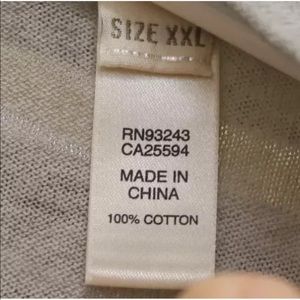 SIZE XXL
RN93243
CA25594
MADE IN
CHINA
100% COTTON